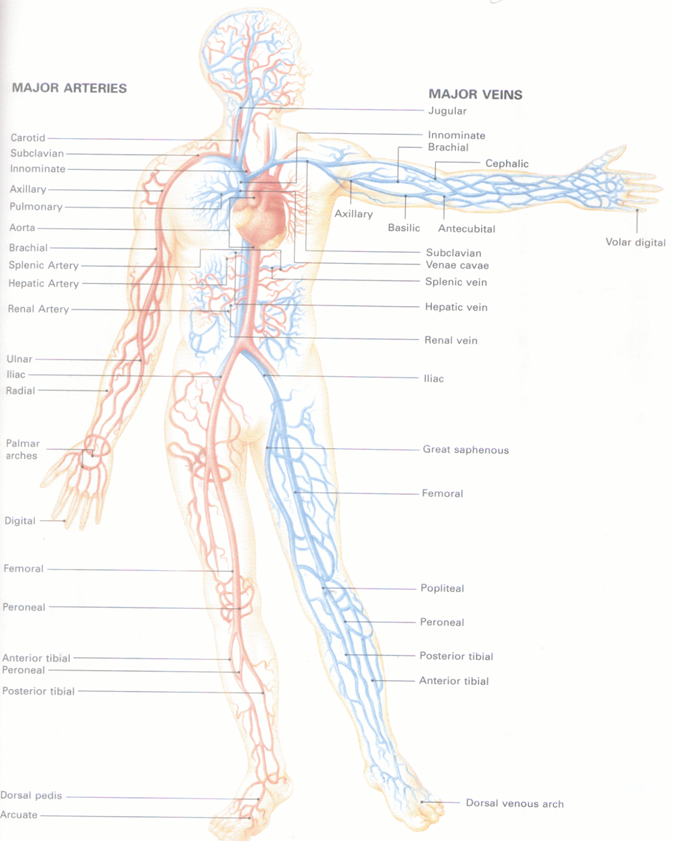 MAJOR ARTERIES
Carotid
Subclavian
Innominate
Axillary
Pulmonary
Aorta
Brachial
Splenic Artery
Hepatic Artery
Renal Artery
Ulnar
Iliac
Radial
Palmar
arches
Digital
Femoral
Peroneal
Anterior tibial
Peroneal
Posterior tibial
Dorsal pedis
Arcuate
MAJOR VEINS
Jugular
Innominate
Brachial
Cephalic
Axillary
Basilic
Antecubital
Volar digital
Subclavian
Venae cavae
Splenic vein
Hepatic vein
Renal vein
Iliac
Great saphenous
Femoral
Popliteal
Peroneal
Posterior tibial
Anterior tibial
Dorsal venous arch